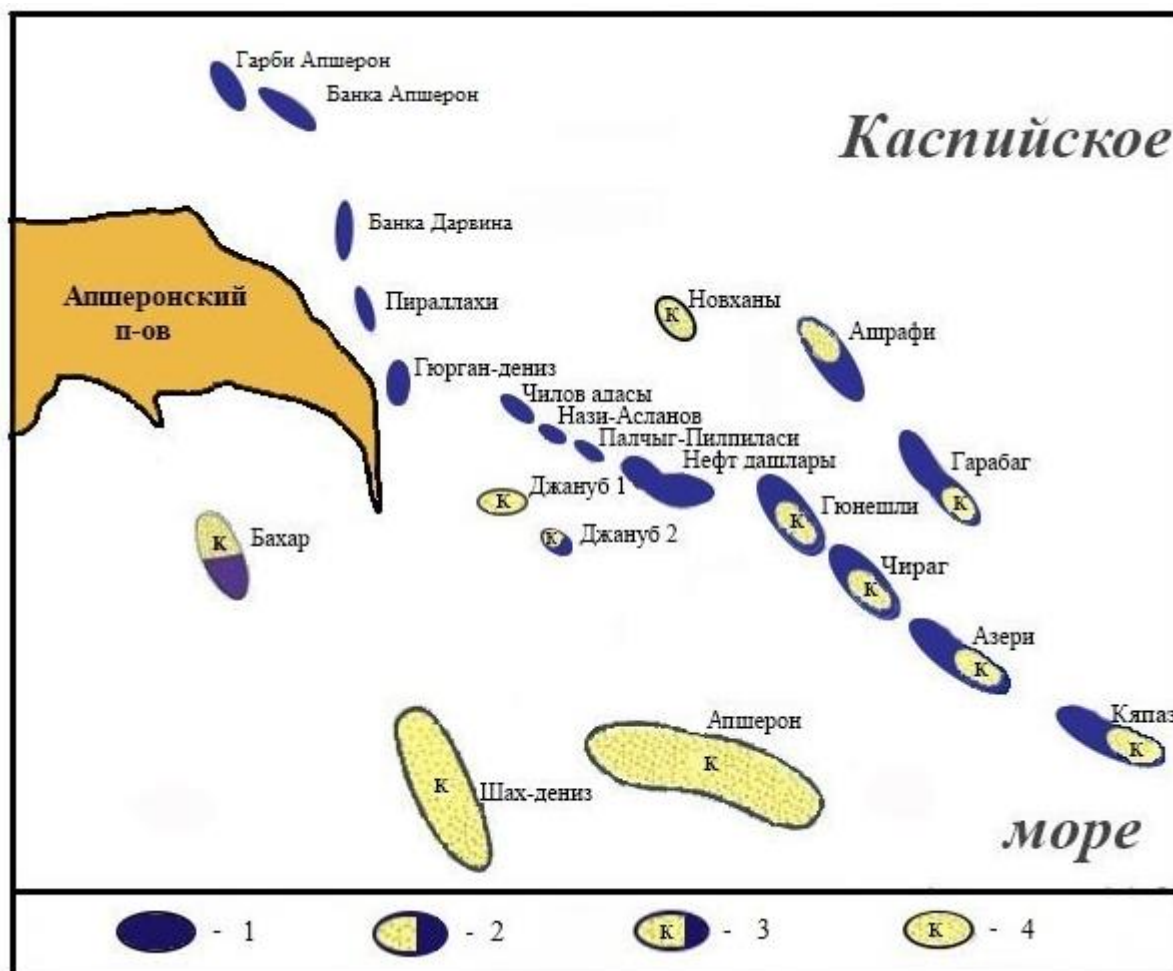 Гарби Апшерон
Банка Апшерон
Каспийское
Банка Дарвина
Апшеронский
п-ов
Пираллахи
Новханы
К
Ашрафи
Гюрган-дениз
Чилов адасы
Нази-Асланов
Палчыг-Пилпиласи
Нефт дашлары
Гарабаг
К
Джануб 1
К
Гюнешли
К
Бахар
К
Джануб 2
К
Чираг
К
Азери
К
Кяпаз
К
Апшерон
К
Шах-дениз
К
море
- 1
- 2
К - 3
К - 4